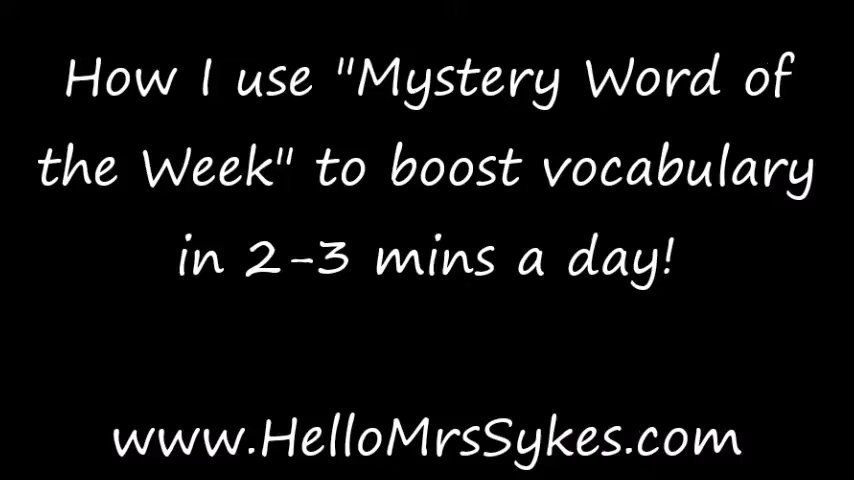 How I use "Mystery Word of
the Week" to boost vocabulary
in 2-3 mins a day!
www.HelloMrsSykes.com